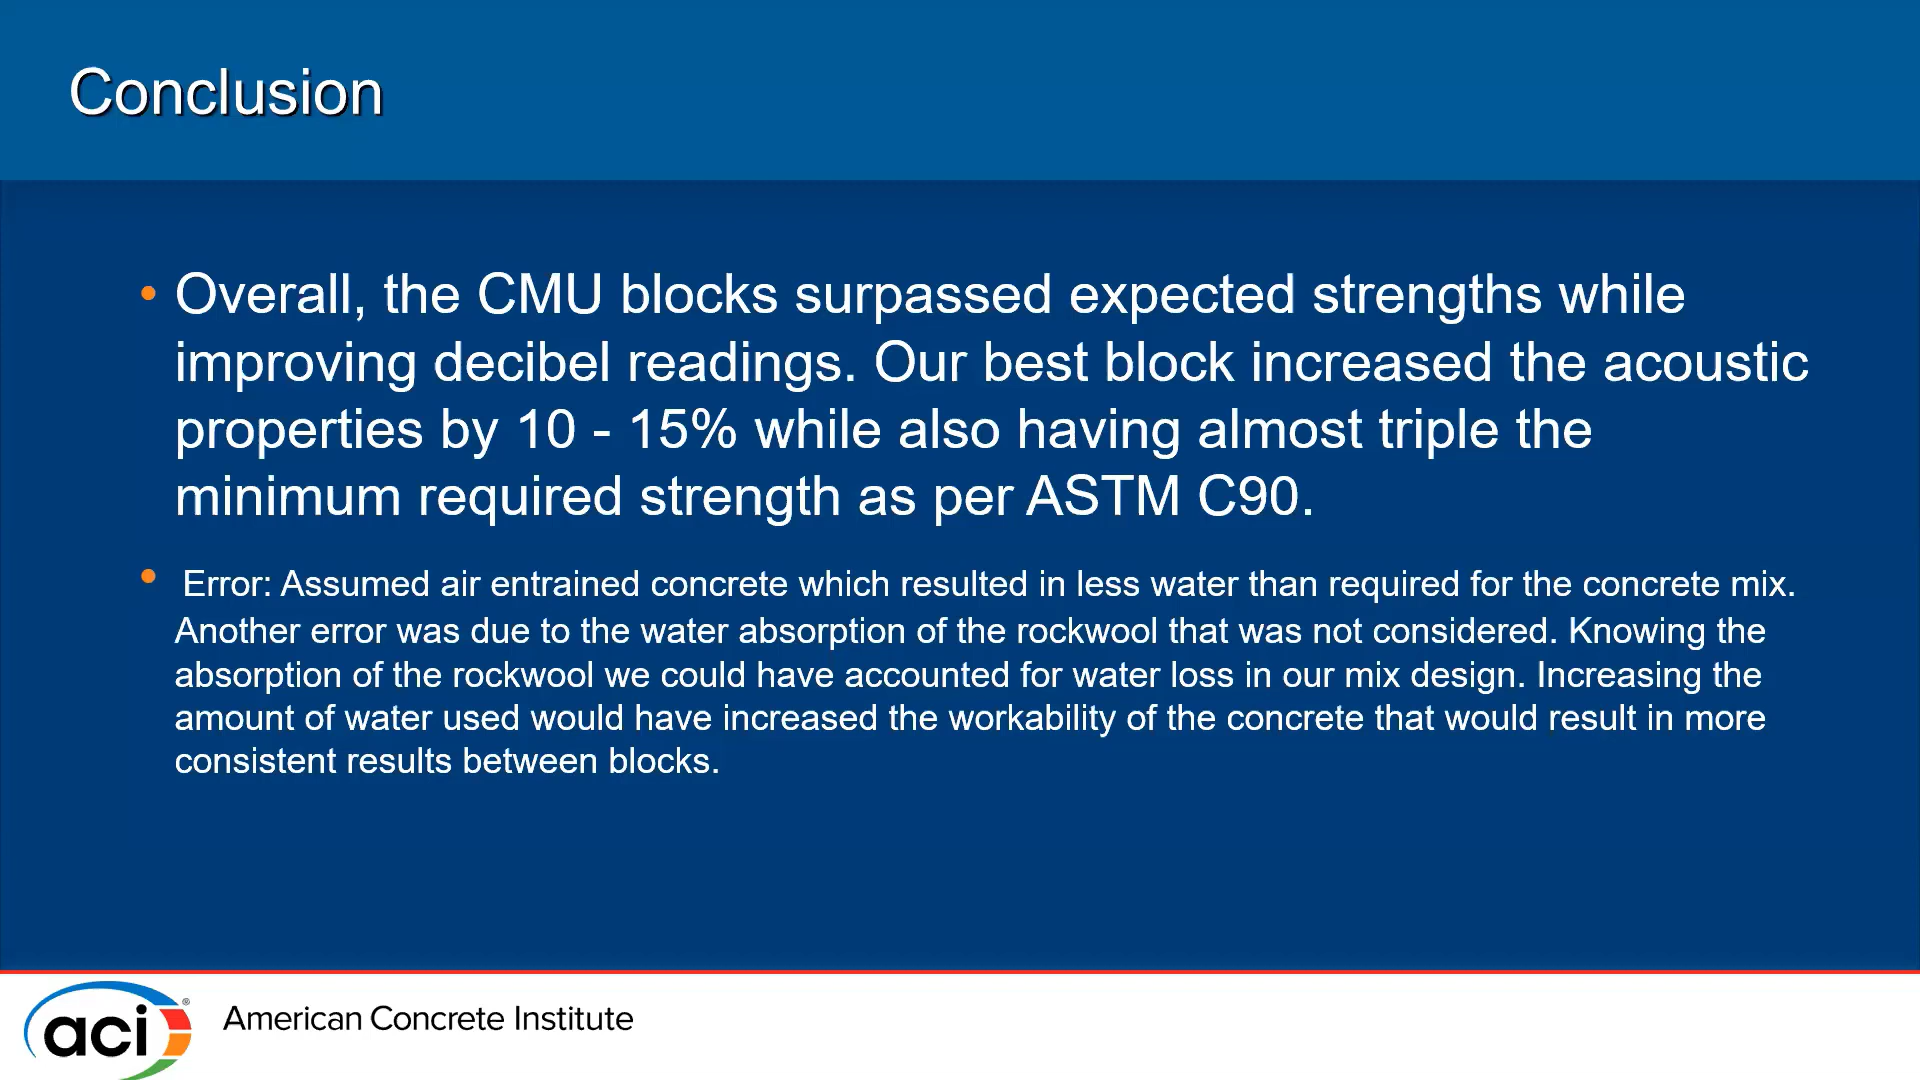 Conclusion
• Overall, the CMU blocks surpassed expected strengths while
improving decibel readings. Our best block increased the acoustic
properties by 10 - 15% while also having almost triple the
minimum required strength as per ASTM C90.
• Error: Assumed air entrained concrete which resulted in less water than required for the concrete mix.
Another error was due to the water absorption of the rockwool that was not considered. Knowing the
absorption of the rockwool we could have accounted for water loss in our mix design. Increasing the
amount of water used would have increased the workability of the concrete that would result in more
consistent results between blocks.
aci®
American Concrete Institute